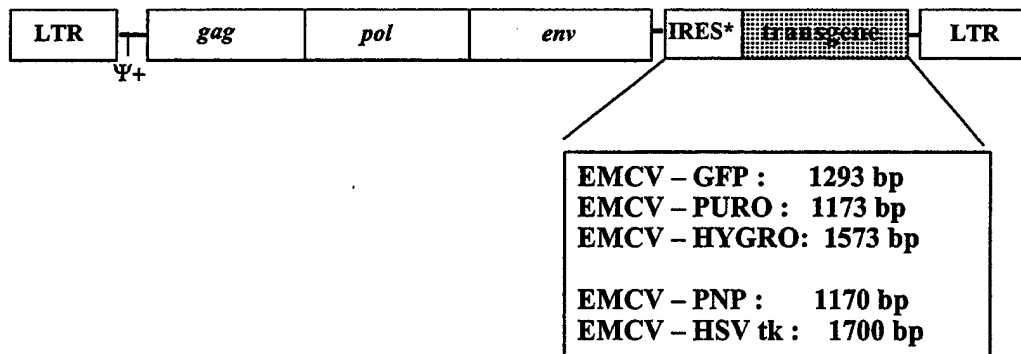 LTR gag pol env IRES* transgene LTR
Ψ+
EMCV – GFP : 1293 bp
EMCV – PURO : 1173 bp
EMCV – HYGRO: 1573 bp
EMCV – PNP : 1170 bp
EMCV – HSV tk : 1700 bp